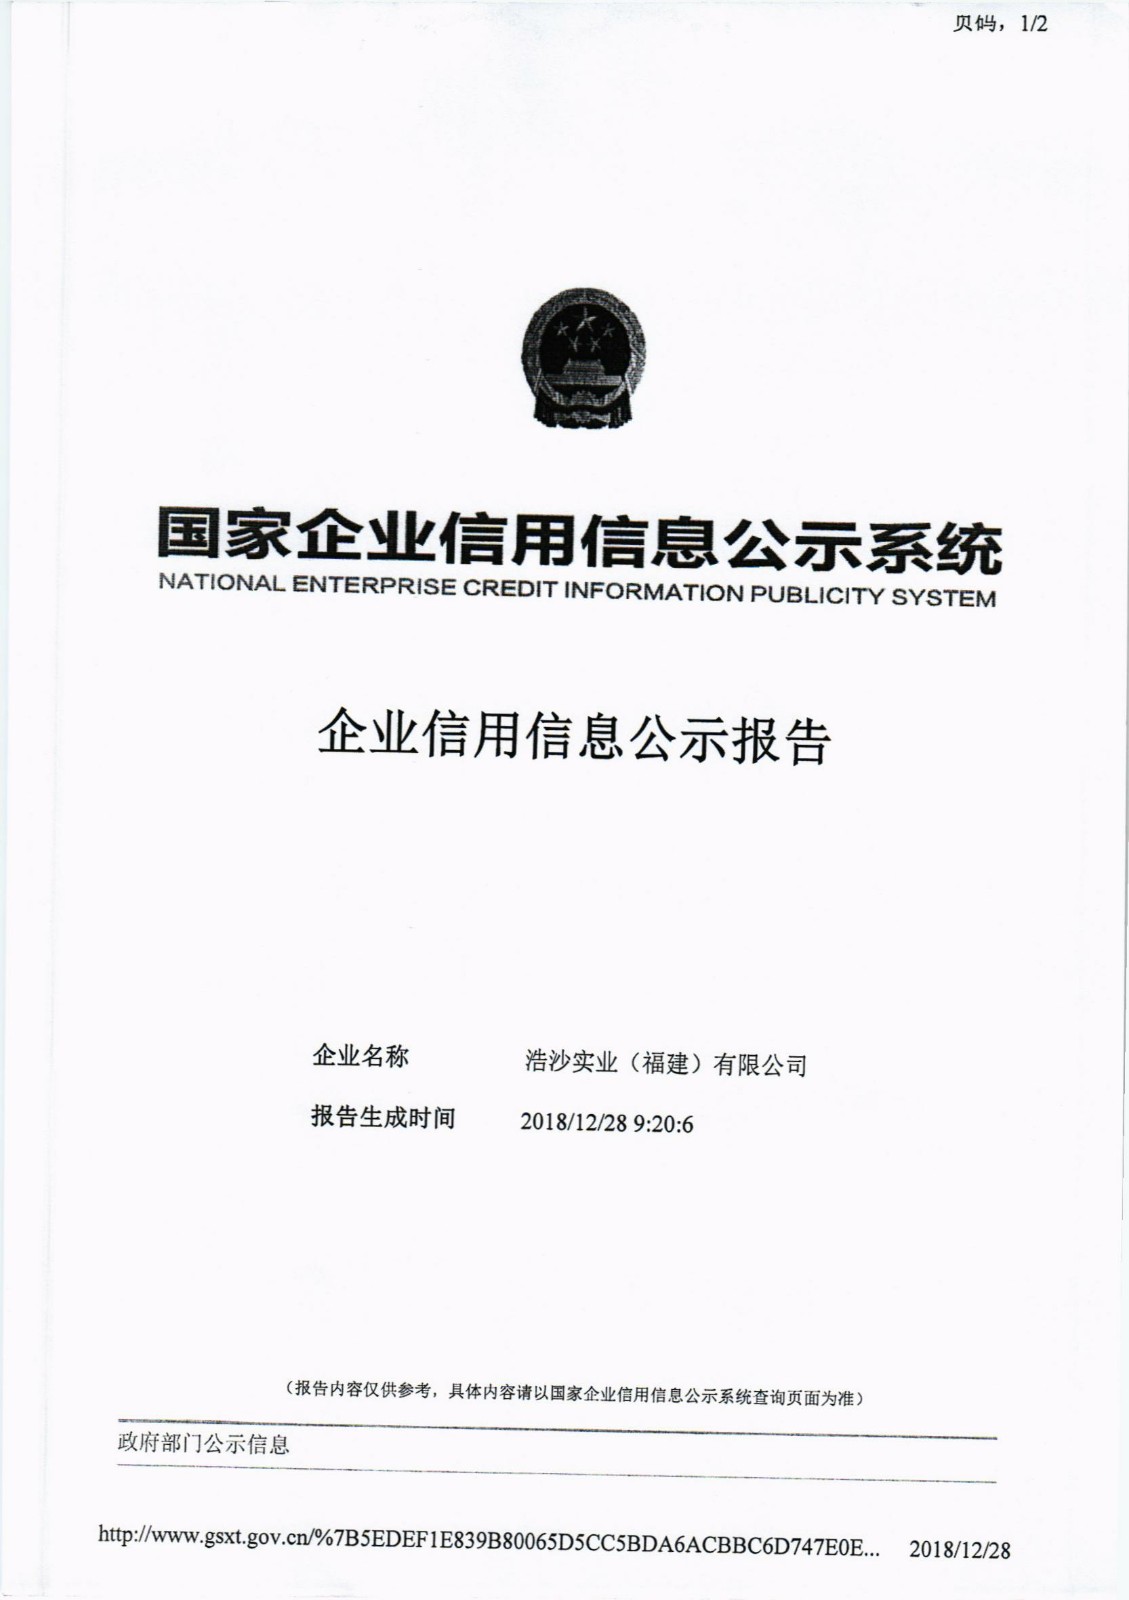 页码，1/2
国家企业信用信息公示系统
NATIONAL ENTERPRISE CREDIT INFORMATION PUBLICITY SYSTEM
企业信用信息公示报告
企业名称 浩沙实业（福建）有限公司
报告生成时间 2018/12/28 9:20:6
（报告内容仅供参考，具体内容请以国家企业信用信息公示系统查询页面为准）
政府部门公示信息
http://www.gsxt.gov.cn/%7B5EDEF1E839B80065D5CC5BDA6ACBBC6D747E0E... 2018/12/28